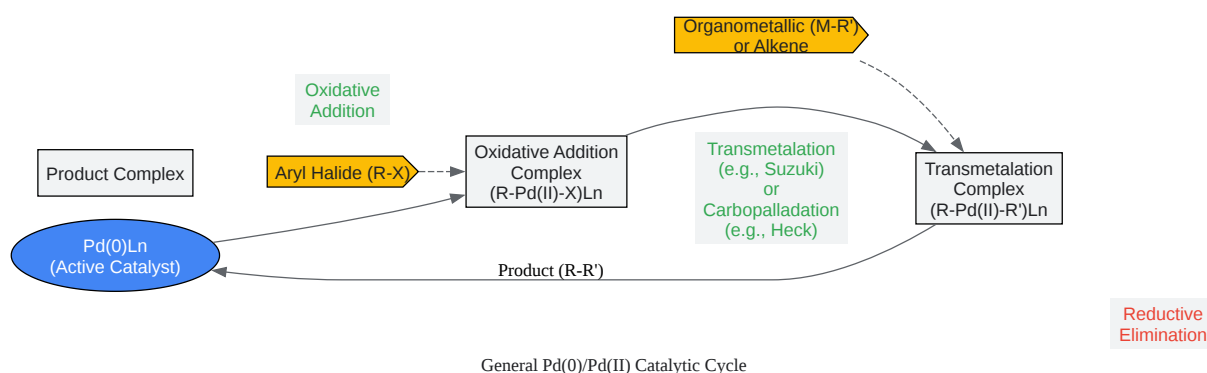 Organometallic (M-R')
or Alkene
Oxidative
Addition
Oxidative Addition
Complex
(R-Pd(II)-X)Ln
Transmetalation
(e.g., Suzuki)
or
Carbopalladation
(e.g., Heck)
Product Complex
Aryl Halide (R-X)
Transmetalation
Complex
(R-Pd(II)-R')Ln
Pd(0)Ln
(Active Catalyst)
Product (R-R')
Reductive
Elimination
General Pd(0)/Pd(II) Catalytic Cycle